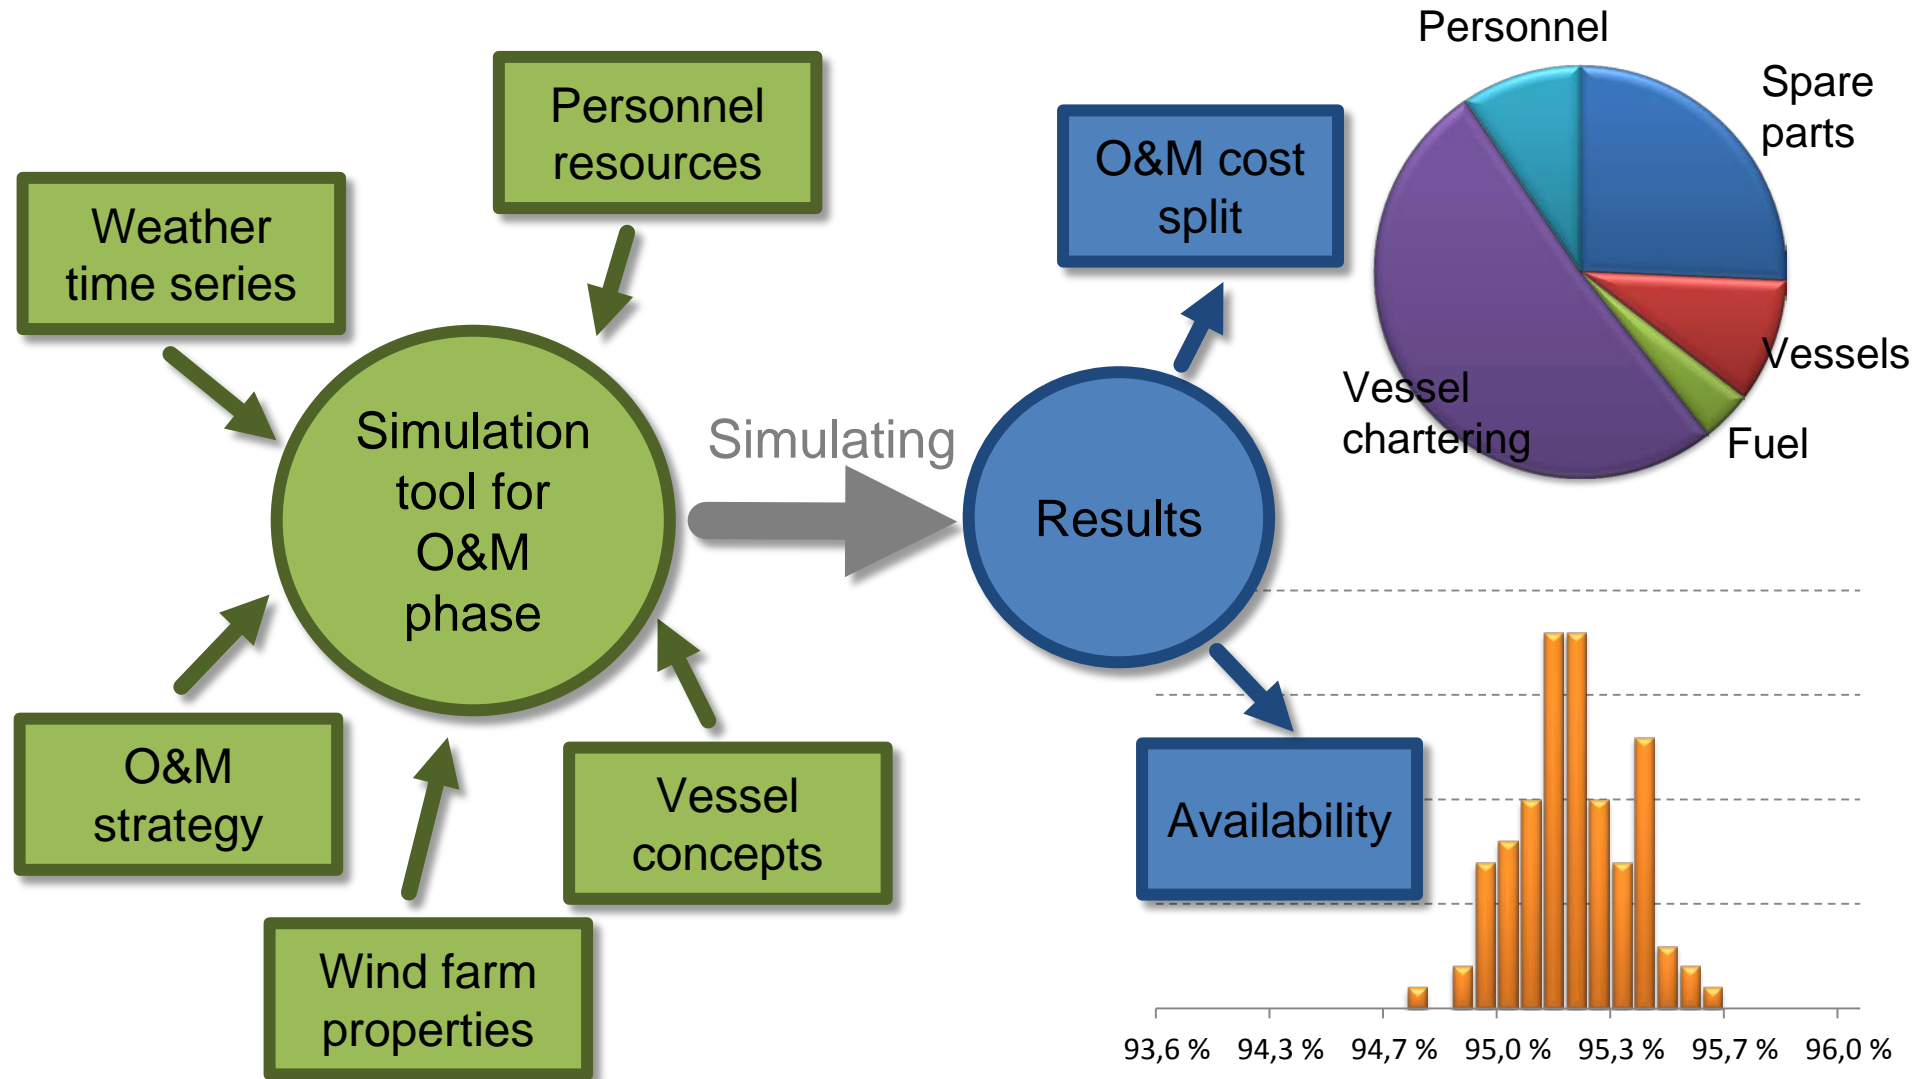 Personnel
resources
Weather
time series
Simulation
tool for
O&M
phase
O&M
strategy
Wind farm
properties
Vessel
concepts
Simulating
Results
O&M cost
split
Availability
Personnel
Spare
parts
Vessels
Fuel
Vessel
chartering
93,6 % 94,3 % 94,7 % 95,0 % 95,3 % 95,7 % 96,0 %